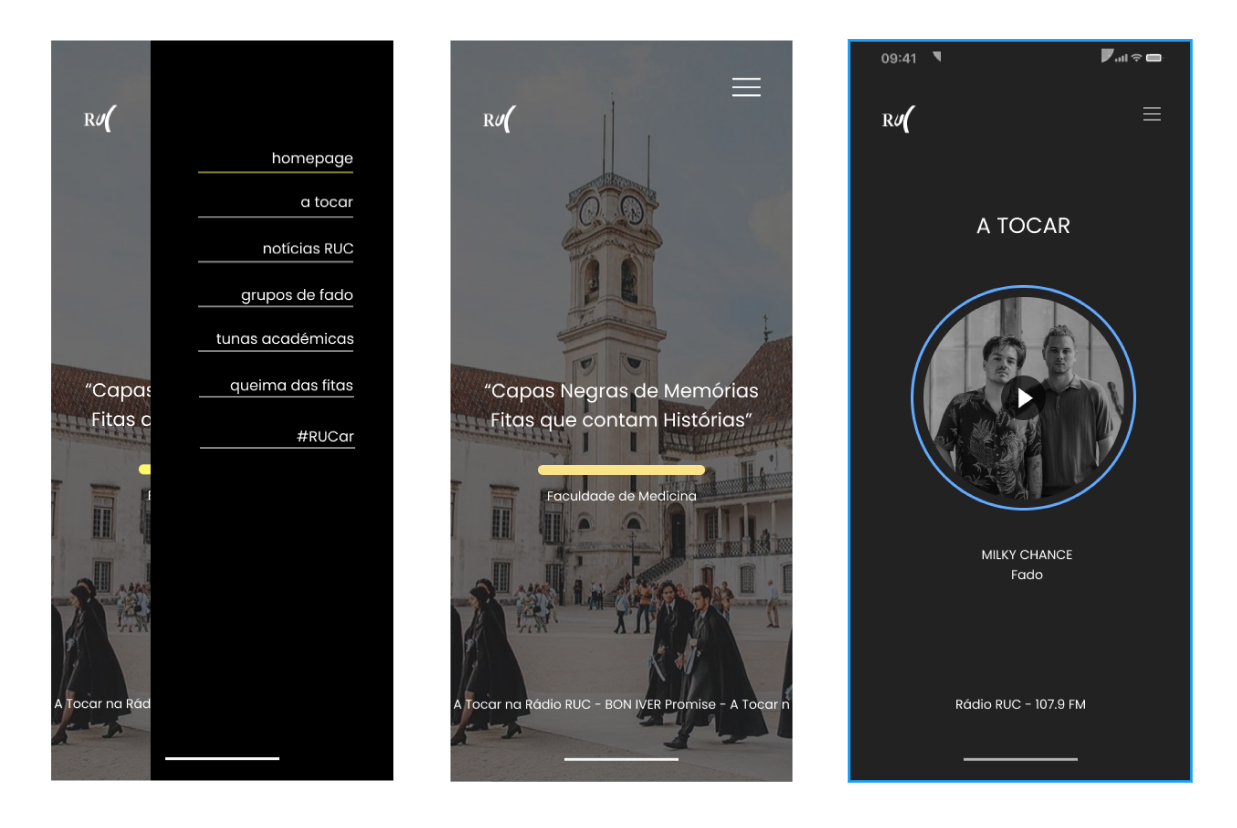 RUC
homepage
a tocar
notícias RUC
grupos de fado
tunas académicas
queima das fitas
#RUCar
“Capas
Fitas
A Tocar na Rád
RUC
“Capas Negras de Memórias
Fitas que contam Histórias”
Faculdade de Medicina
A Tocar na Rádio RUC - BON IVER Promise - A Tocar n
09:41
RUC
A TOCAR
MILKY CHANCE
Fado
Rádio RUC - 107.9 FM